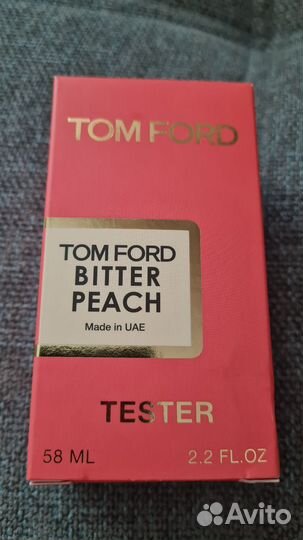 TOM FORD
TOM FORD
BITTER
PEACH
Made in UAE
TESTER
58 ML 2.2 FL.OZ
Avito